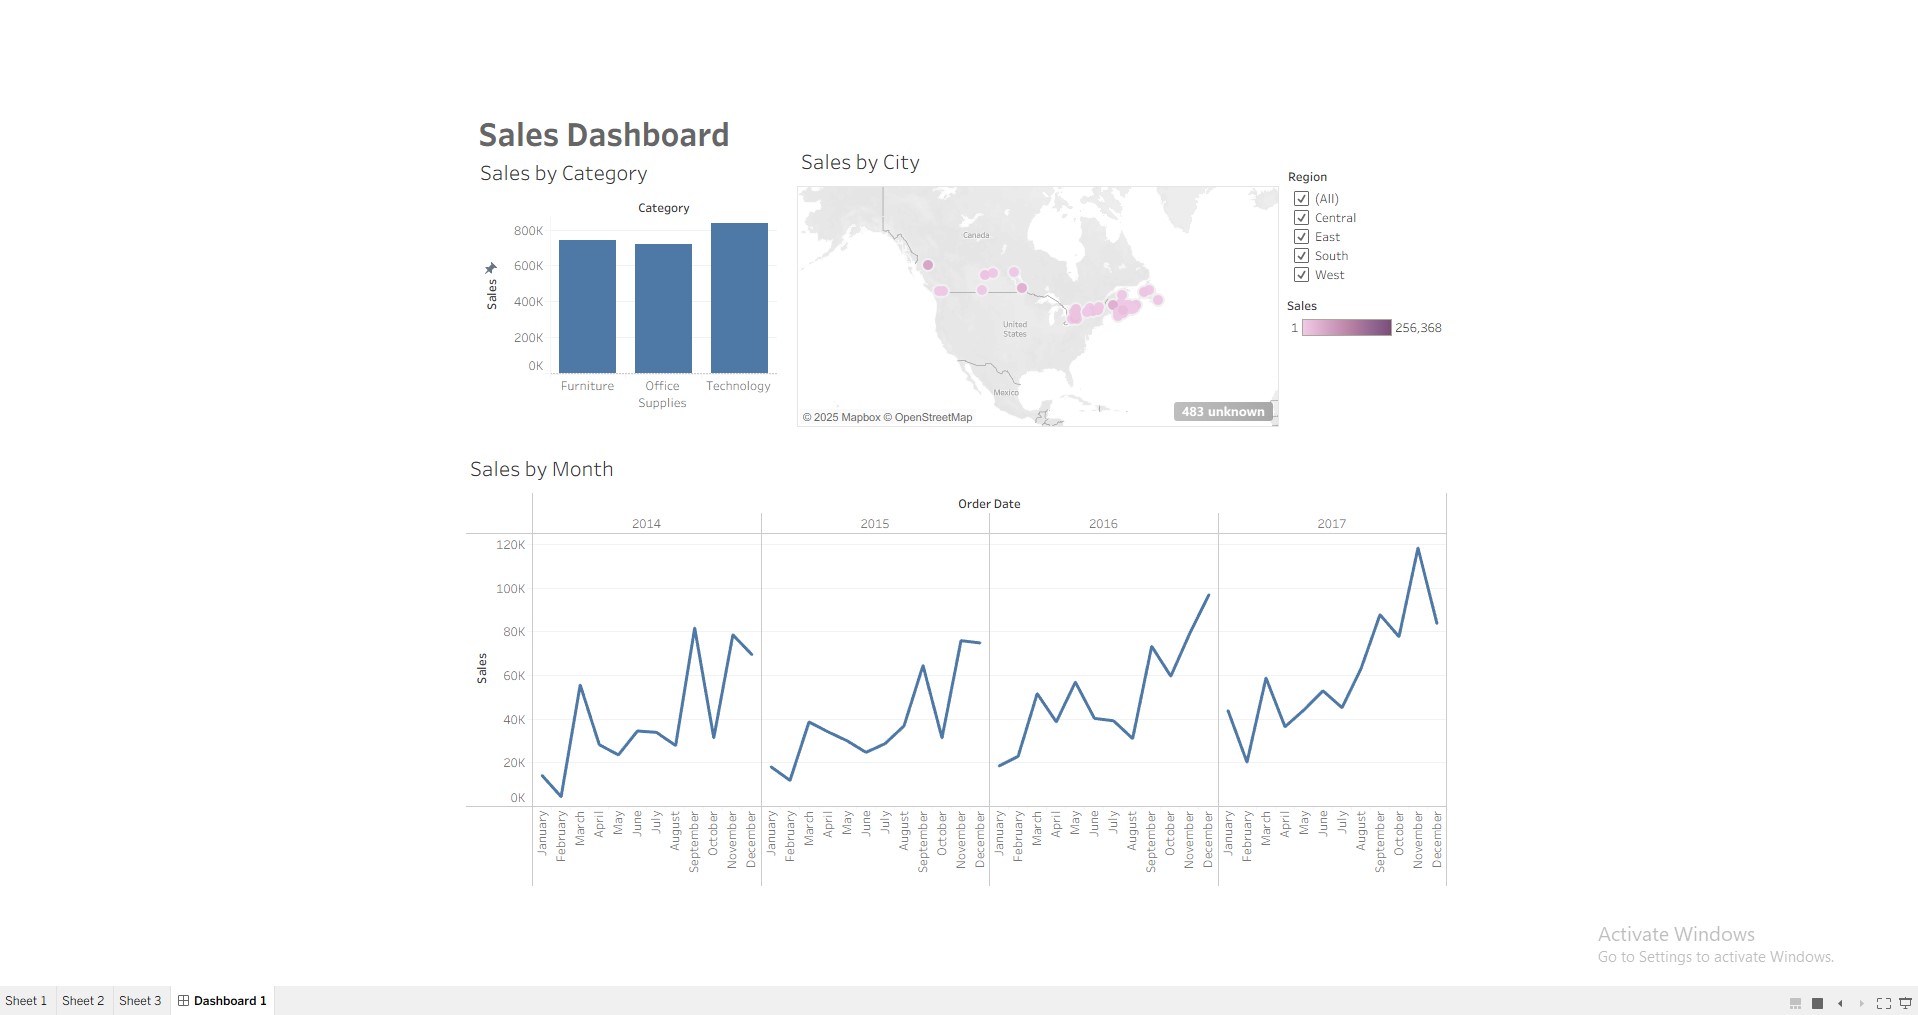 Sales Dashboard
Sales by Category
Category
800K
600K
400K
200K
0K
Sales
Furniture
Office
Supplies
Technology
Sales by City
Canada
United
States
Mexico
© 2025 Mapbox © OpenStreetMap
483 unknown
Region
(All)
Central
East
South
West
Sales
1 256,368
Sales by Month
Order Date
2014 2015 2016 2017
120K
100K
80K
60K
40K
20K
0K
Sales
January February March April May June July August September October November December January February March April May June July August September October November December January February March April May June July August September October November December January February March April May June July August September October November December
Activate Windows
Go to Settings to activate Windows.
Sheet 1 Sheet 2 Sheet 3 Dashboard 1